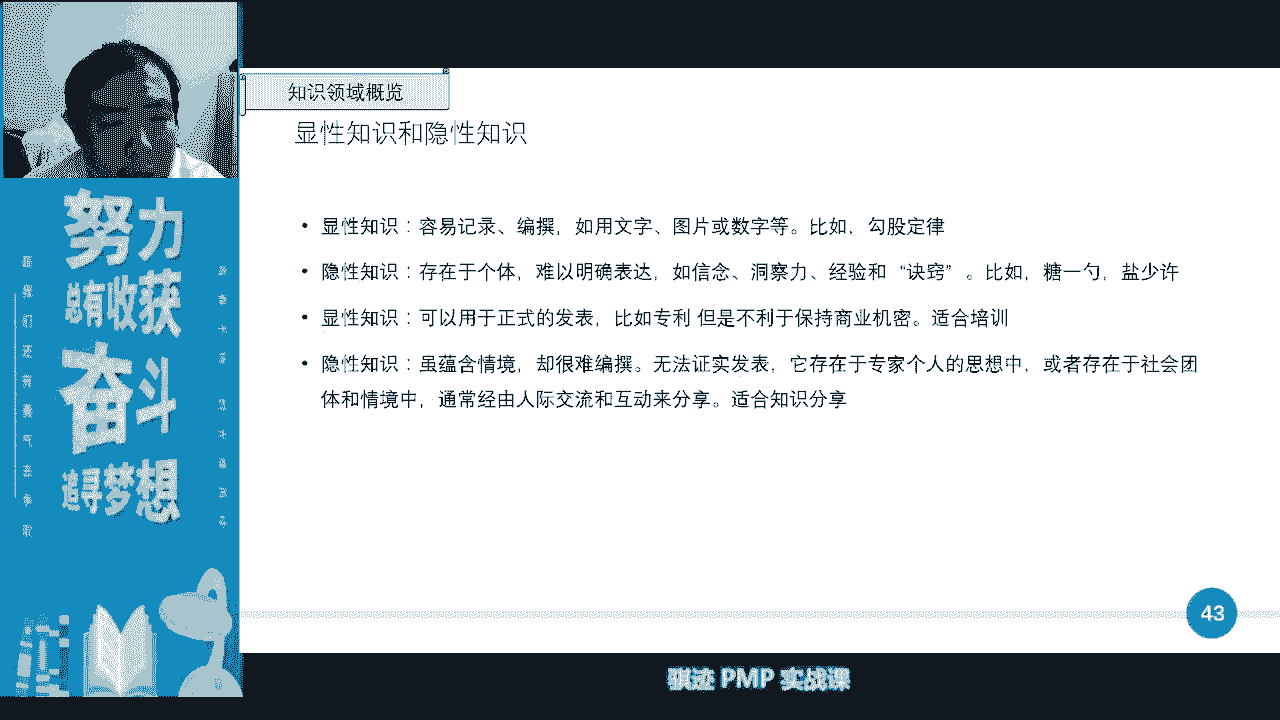 知识领域概览
显性知识和隐性知识
• 显性知识：容易记录、编撰，如用文字、图片或数字等。比如，勾股定律
• 隐性知识：存在于个体，难以明确表达，如信念、洞察力、经验和“诀窍”。比如，糖一勺，盐少许
• 显性知识：可以用于正式的发表，比如专利 但是不利于保持商业机密。适合培训
• 隐性知识：虽蕴含情境，却很难编撰。无法证实发表，它存在于专家个人的思想中，或者存在于社会团
体和情境中，通常经由人际交流和互动来分享。适合知识分享
43
努力
总有收获
奋斗
追寻梦想
骐迹 PMP 实战课